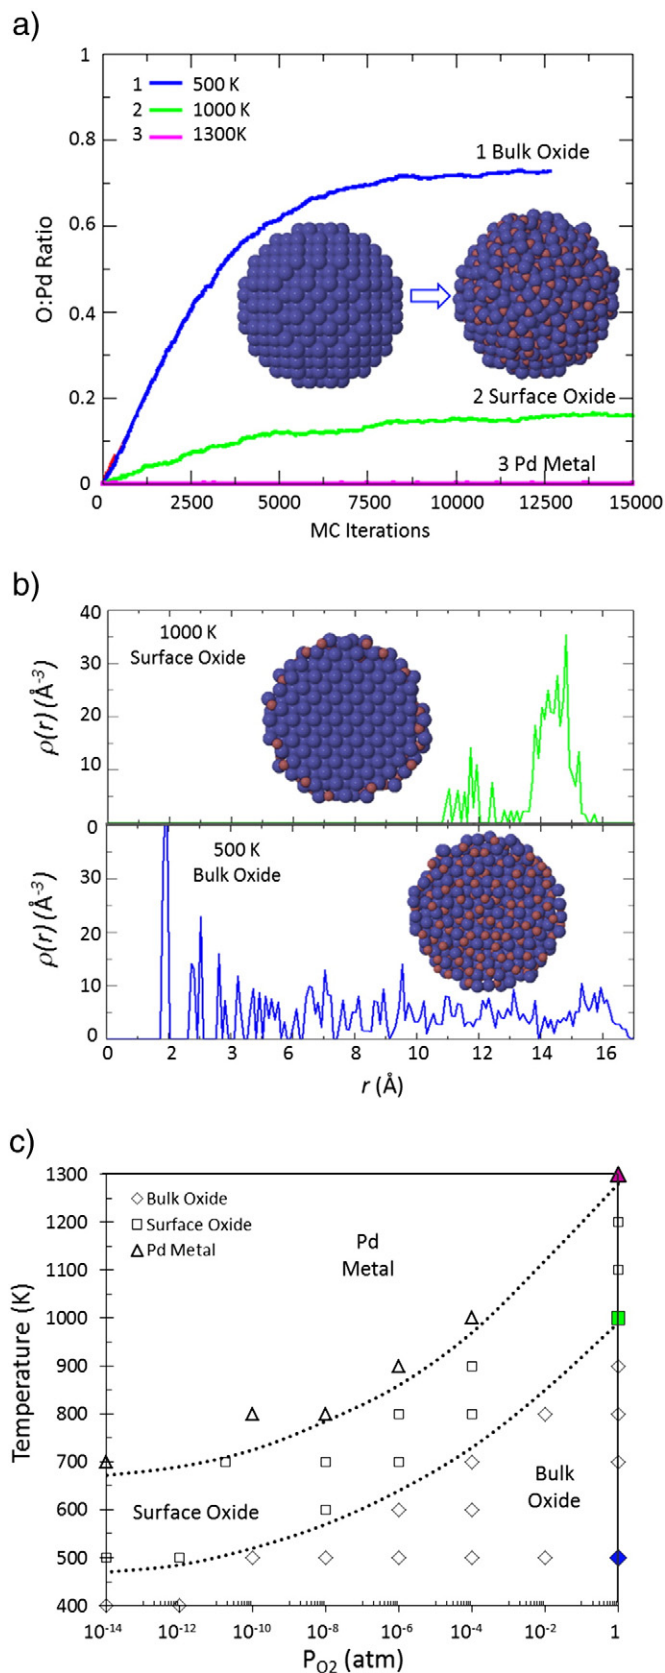 a)
1
0.8
0.6
0.4
0.2
0
O:Pd Ratio
1 500 K
2 1000 K
3 1300K
1 Bulk Oxide
2 Surface Oxide
3 Pd Metal
0 2500 5000 7500 10000 12500 15000
MC Iterations
b)
40
30
20
10
0
ρ(r) (Å⁻³)
1000 K
Surface Oxide
30
20
10
0
ρ(r) (Å⁻³)
500 K
Bulk Oxide
0 2 3 6 8 10 12 14 16
r (Å)
c)
1300
1200
1100
1000
900
800
700
600
500
400
Temperature (K)
Bulk Oxide
Surface Oxide
Pd Metal
Pd
Metal
Surface Oxide
Bulk
Oxide
10⁻¹⁴ 10⁻¹² 10⁻¹⁰ 10⁻⁸ 10⁻⁶ 10⁻⁴ 10⁻² 1
P_O2 (atm)